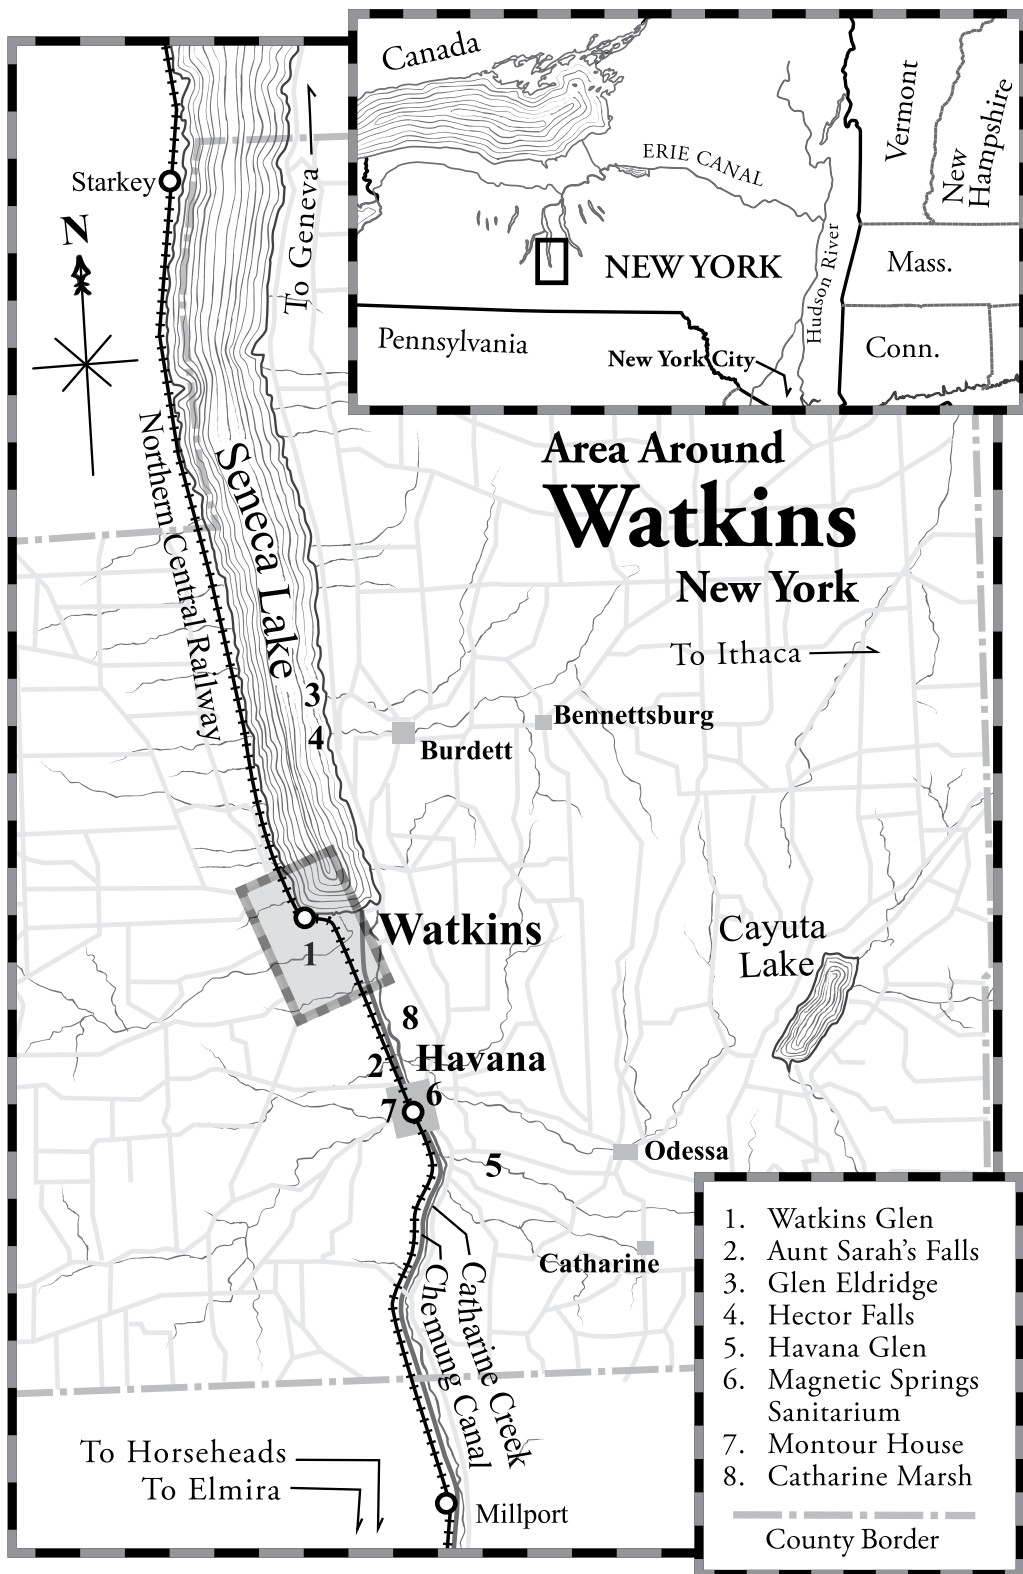 Canada
ERIE CANAL
Vermont
New
Hampshire
Mass.
NEW YORK
Hudson River
Pennsylvania
Conn.
New York City
Starkey
N
To Geneva
Area Around
Watkins
New York
Northern Central Railway
Seneca Lake
To Ithaca
3
4
Bennettsburg
Burdett
Cayuta
Lake
Watkins
1
8
Havana
2
6
7
Odessa
5
Catharine
Catharine Creek
Chemung Canal
To Horseheads
To Elmira
Millport
1. Watkins Glen
2. Aunt Sarah's Falls
3. Glen Eldridge
4. Hector Falls
5. Havana Glen
6. Magnetic Springs
Sanitarium
7. Montour House
8. Catharine Marsh
County Border